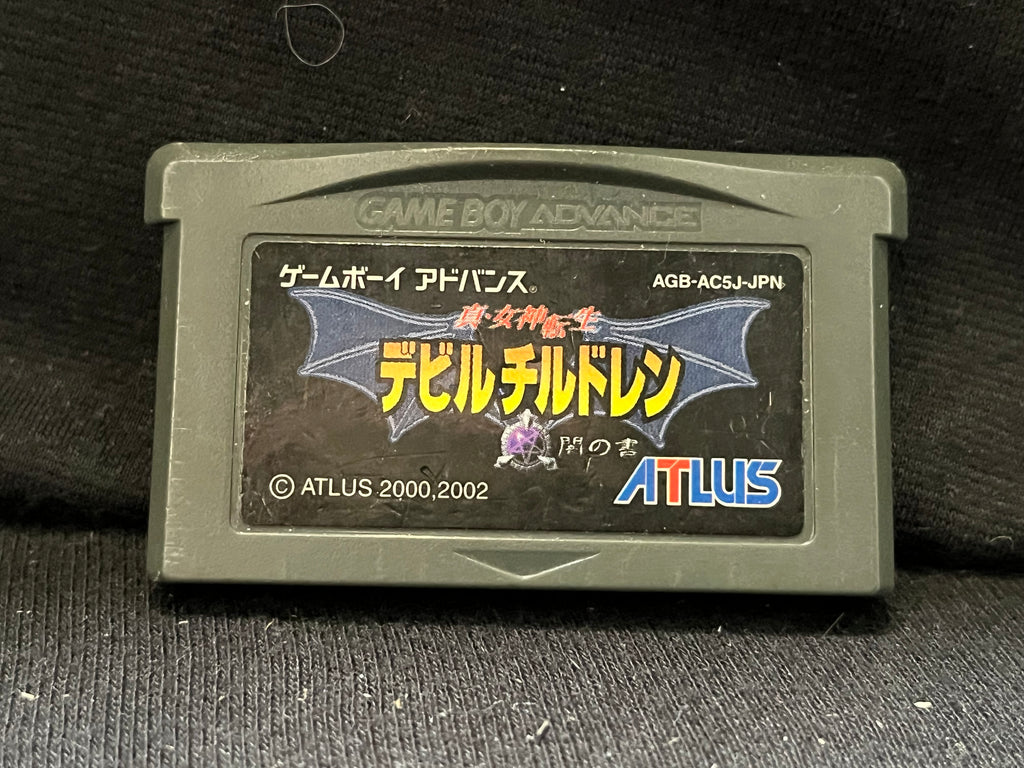 GAME BOY ADVANCE
ゲームボーイ アドバンス® AGB-AC5J-JPN
真・女神転生
デビルチルドレン
闇の書
ATLUS
© ATLUS 2000,2002